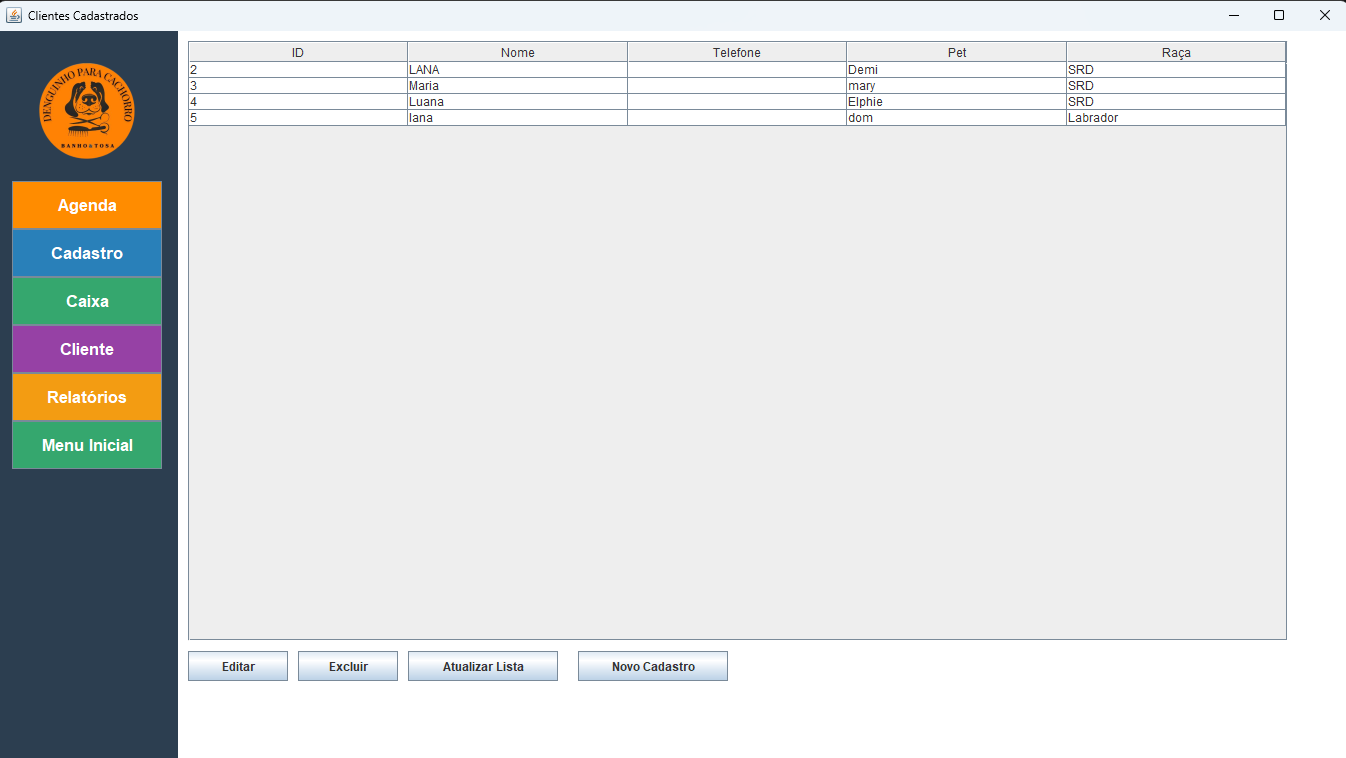 Clientes Cadastrados
DENGUINHO PARA CACHORRO
BANHO & TOSA
Agenda
Cadastro
Caixa
Cliente
Relatórios
Menu Inicial
ID Nome Telefone Pet Raça
2 LANA Demi SRD
3 Maria mary SRD
4 Luana Elphie SRD
5 lana dom Labrador
Editar Excluir Atualizar Lista Novo Cadastro